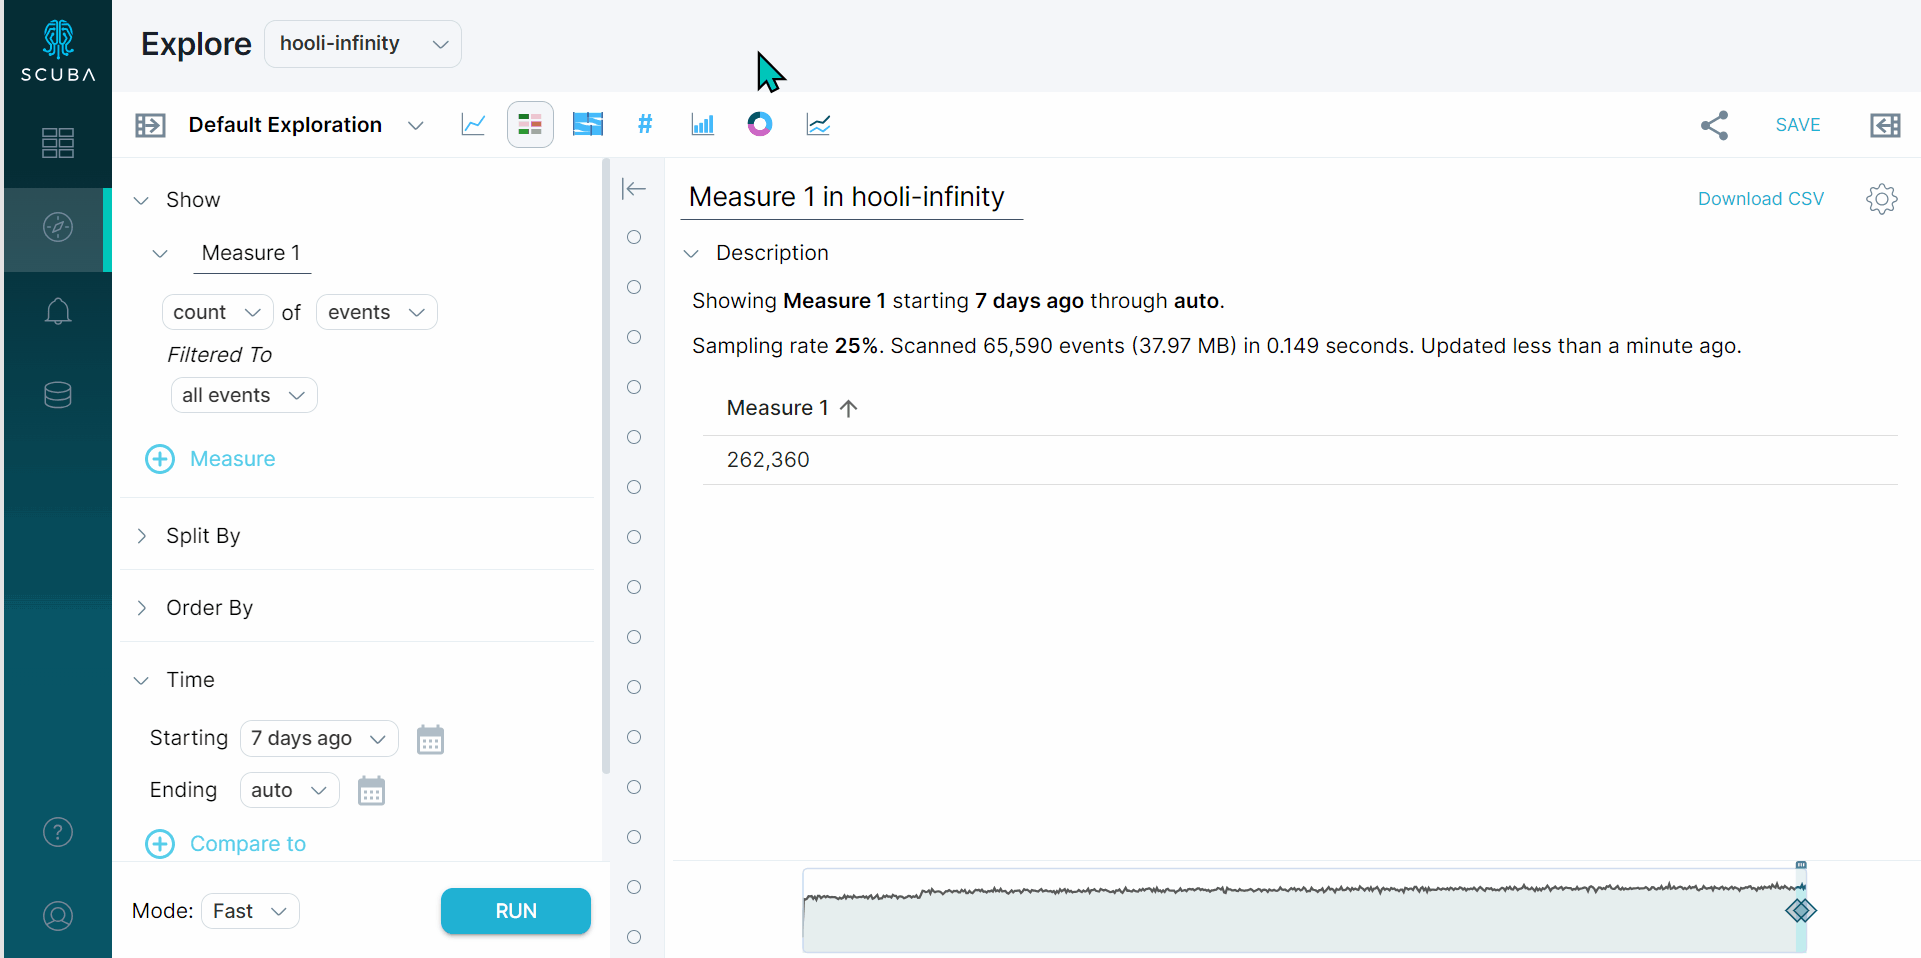 SCUBA
Explore
hooli-infinity
Default Exploration
#
SAVE
Show
Measure 1
count of events
Filtered To
all events
Measure
Split By
Order By
Time
Starting 7 days ago
Ending auto
Compare to
Mode: Fast
RUN
Measure 1 in hooli-infinity
Download CSV
Description
Showing Measure 1 starting 7 days ago through auto.
Sampling rate 25%. Scanned 65,590 events (37.97 MB) in 0.149 seconds. Updated less than a minute ago.
Measure 1
262,360
?